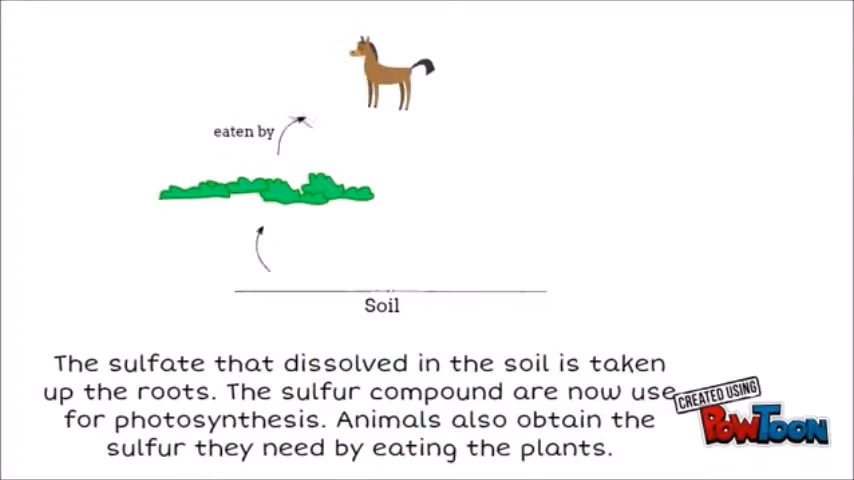 eaten by
Soil
The sulfate that dissolved in the soil is taken
up the roots. The sulfur compound are now use
for photosynthesis. Animals also obtain the
sulfur they need by eating the plants.
CREATED USING
POWTOON